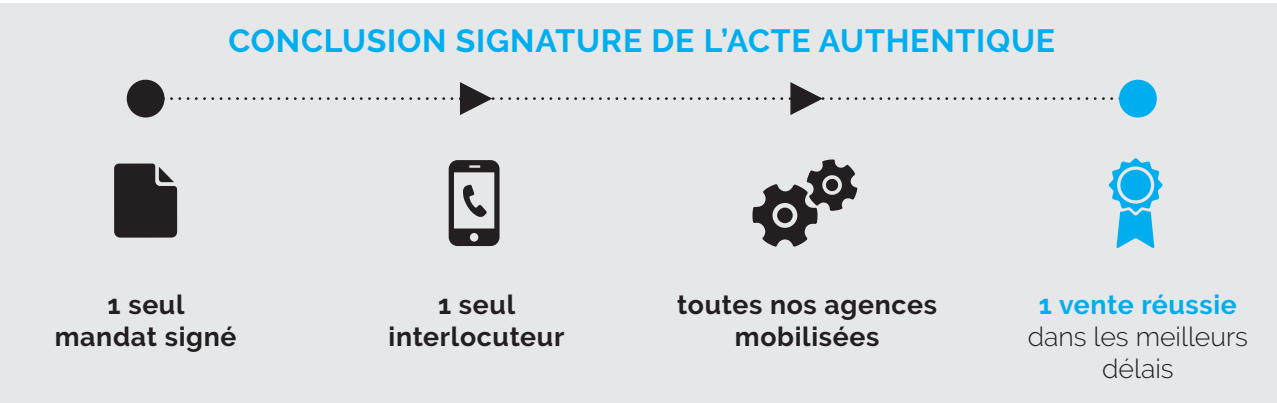 CONCLUSION SIGNATURE DE L'ACTE AUTHENTIQUE
1 seul
mandat signé
1 seul
interlocuteur
toutes nos agences
mobilisées
1 vente réussie
dans les meilleurs
délais